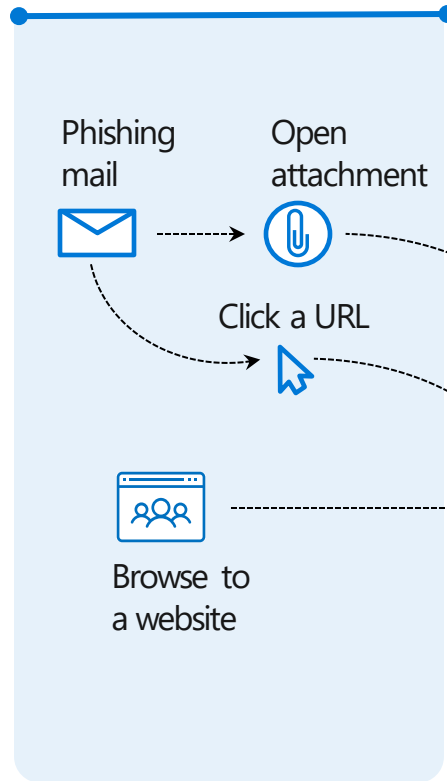 Phishing
mail
Open
attachment
Click a URL
Browse to
a website